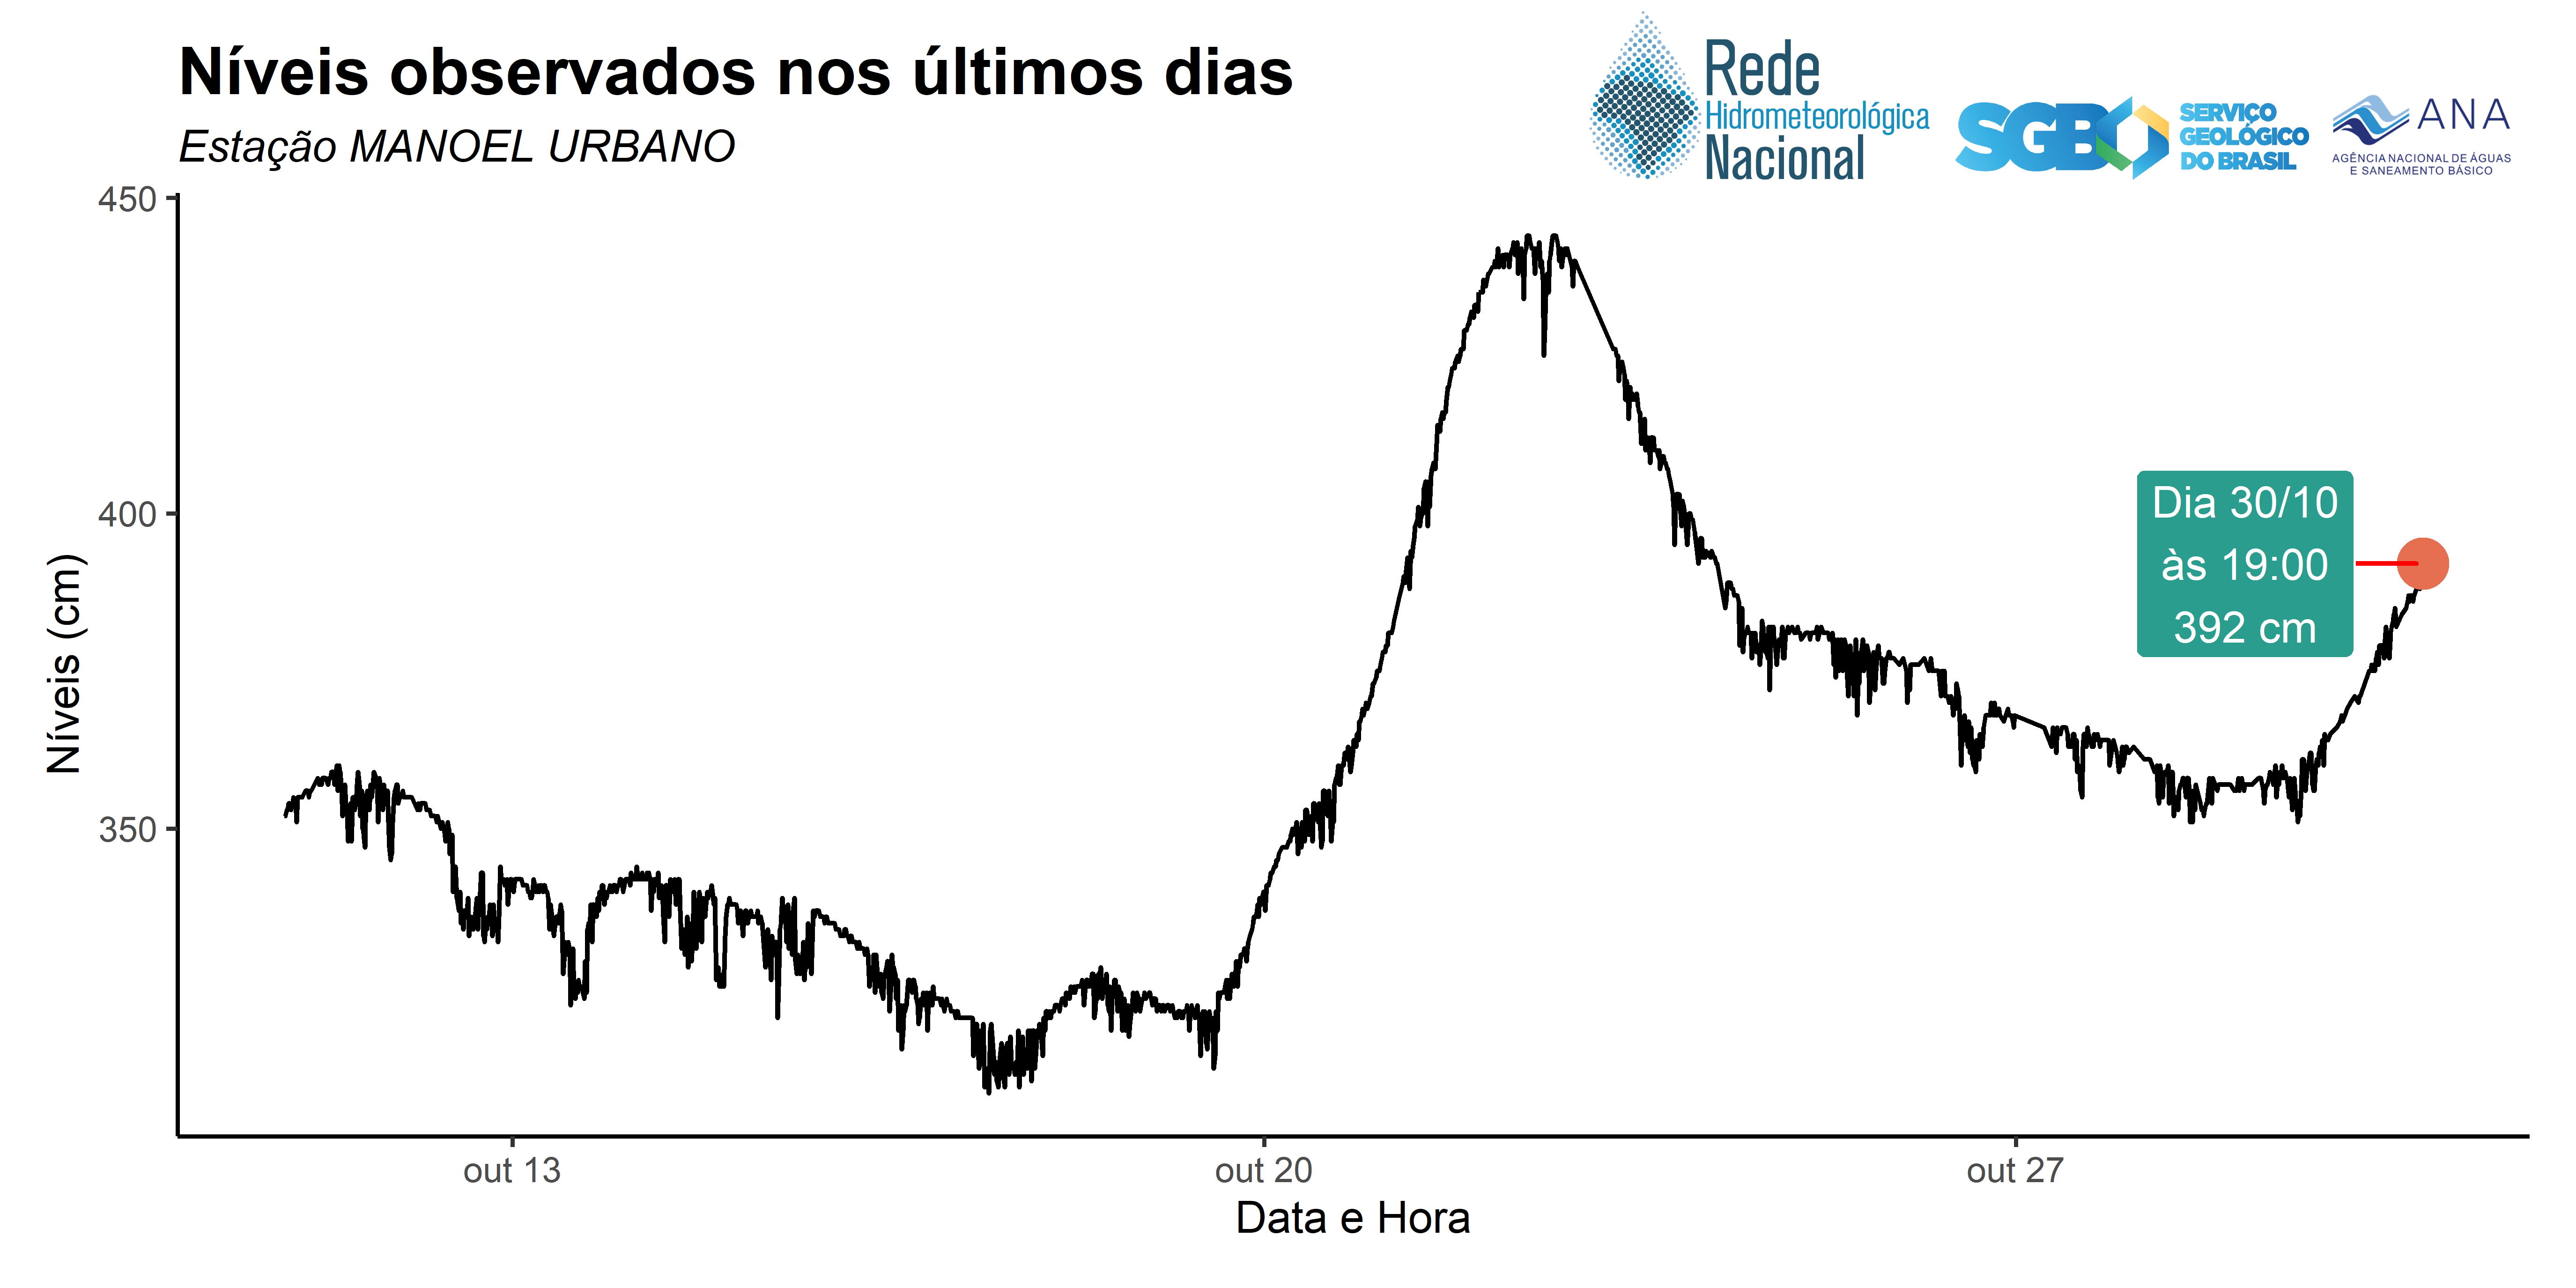 Níveis observados nos últimos dias
Estação MANOEL URBANO
Rede
Hidrometeorológica
Nacional
SGB
SERVIÇO
GEOLÓGICO
DO BRASIL
ANA
AGÊNCIA NACIONAL DE ÁGUAS
E SANEAMENTO BÁSICO
450
400
350
Níveis (cm)
Dia 30/10
às 19:00
392 cm
out 13
out 20
out 27
Data e Hora